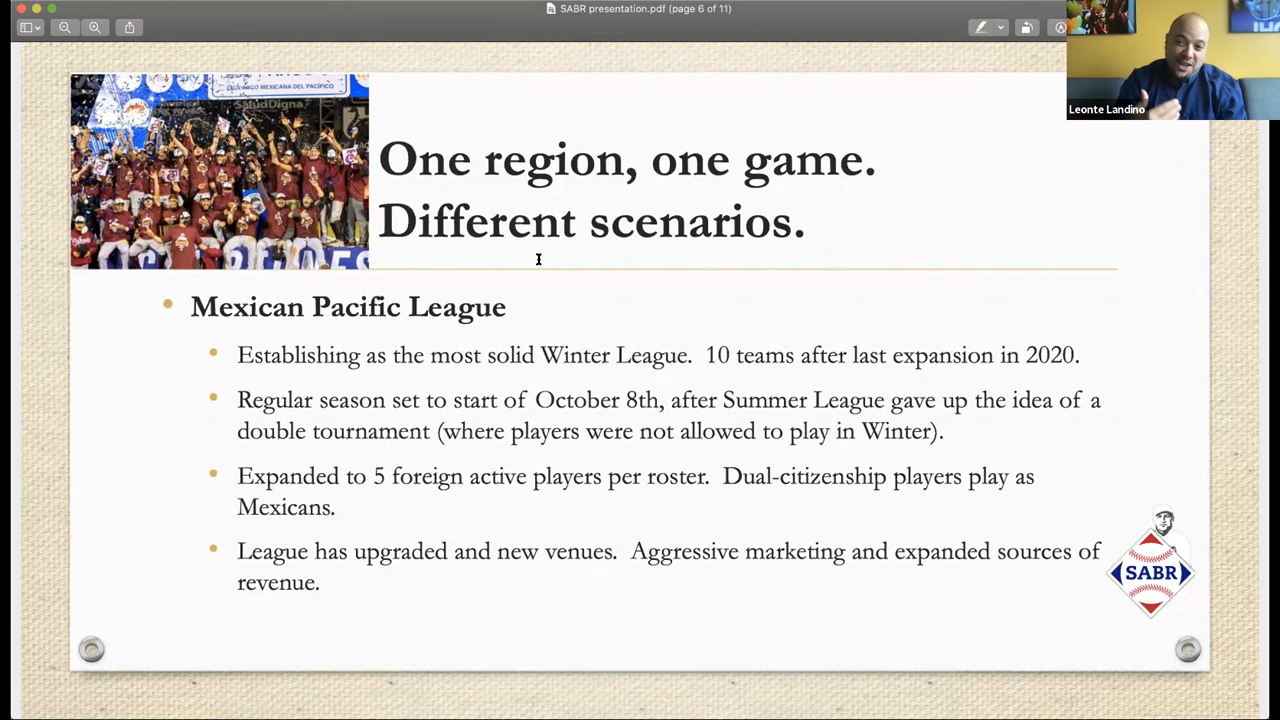 SABR presentation.pdf (page 6 of 11)
Leonte Landino
MEXICANA DEL PACÍFICO
SaludDigna
One region, one game.
Different scenarios.
• Mexican Pacific League
• Establishing as the most solid Winter League. 10 teams after last expansion in 2020.
• Regular season set to start of October 8th, after Summer League gave up the idea of a
double tournament (where players were not allowed to play in Winter).
• Expanded to 5 foreign active players per roster. Dual-citizenship players play as
Mexicans.
• League has upgraded and new venues. Aggressive marketing and expanded sources of
revenue.
SABR